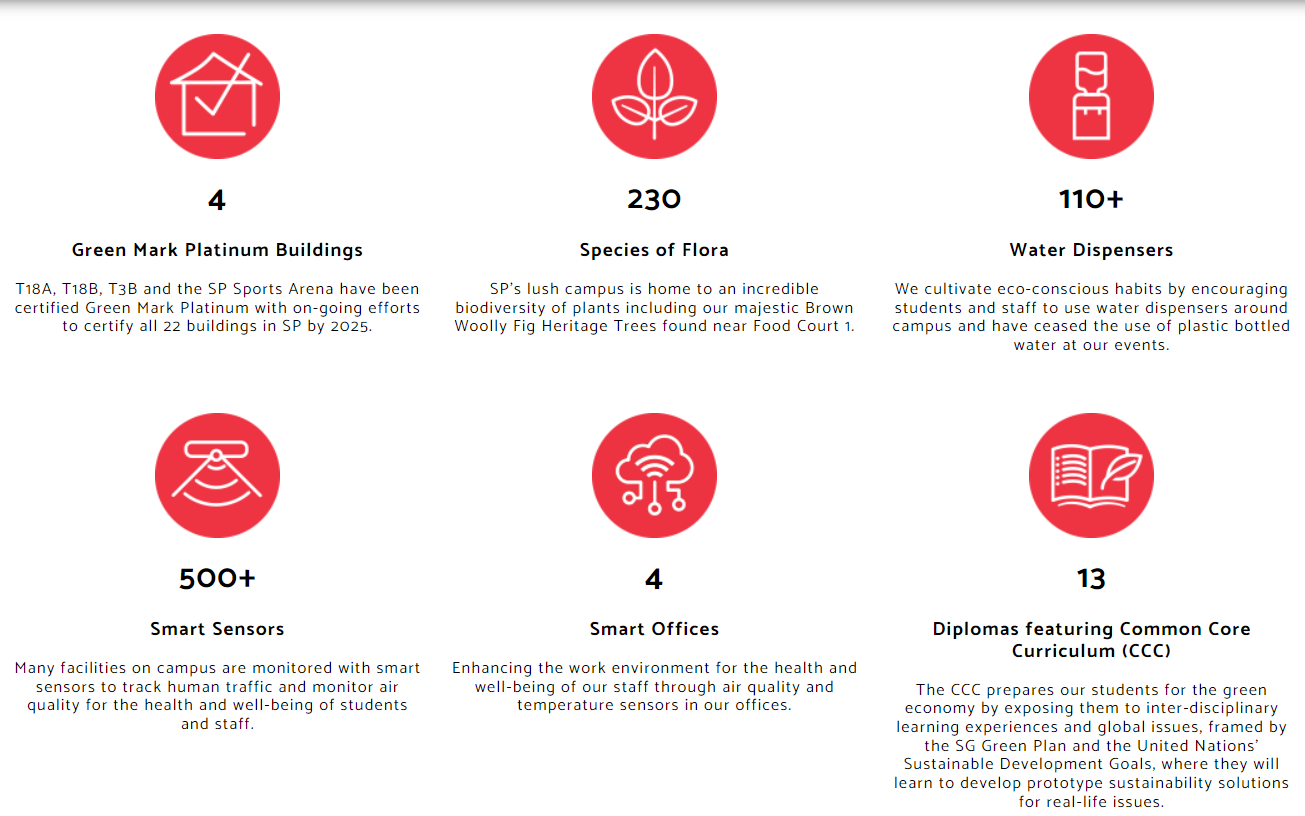 4
Green Mark Platinum Buildings
T18A, T18B, T3B and the SP Sports Arena have been
certified Green Mark Platinum with on-going efforts
to certify all 22 buildings in SP by 2025.
230
Species of Flora
SP's lush campus is home to an incredible
biodiversity of plants including our majestic Brown
Woolly Fig Heritage Trees found near Food Court 1.
110+
Water Dispensers
We cultivate eco-conscious habits by encouraging
students and staff to use water dispensers around
campus and have ceased the use of plastic bottled
water at our events.
500+
Smart Sensors
Many facilities on campus are monitored with smart
sensors to track human traffic and monitor air
quality for the health and well-being of students
and staff.
4
Smart Offices
Enhancing the work environment for the health and
well-being of our staff through air quality and
temperature sensors in our offices.
13
Diplomas featuring Common Core
Curriculum (CCC)
The CCC prepares our students for the green
economy by exposing them to inter-disciplinary
learning experiences and global issues, framed by
the SG Green Plan and the United Nations'
Sustainable Development Goals, where they will
learn to develop prototype sustainability solutions
for real-life issues.